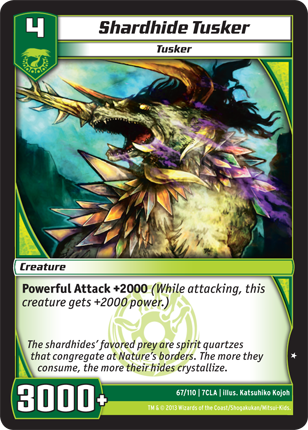 4
Shardhide Tusker
Tusker
Creature
Powerful Attack +2000 (While attacking, this
creature gets +2000 power.)
The shardhides' favored prey are spirit quartzes
that congregate at Nature's borders. The more they
consume, the more their hides crystallize.
3000+
67/110 | 7CLA | illus. Katsuhiko Kojoh
TM & © 2013 Wizards of the Coast/Shogakukan/Mitsui-Kids